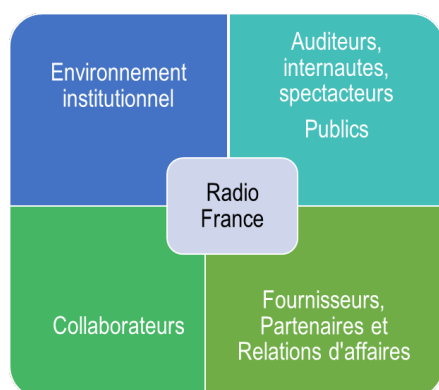 Environnement
institutionnel
Auditeurs,
internautes,
spectacteurs
Publics
Radio
France
Collaborateurs
Fournisseurs,
Partenaires et
Relations d'affaires